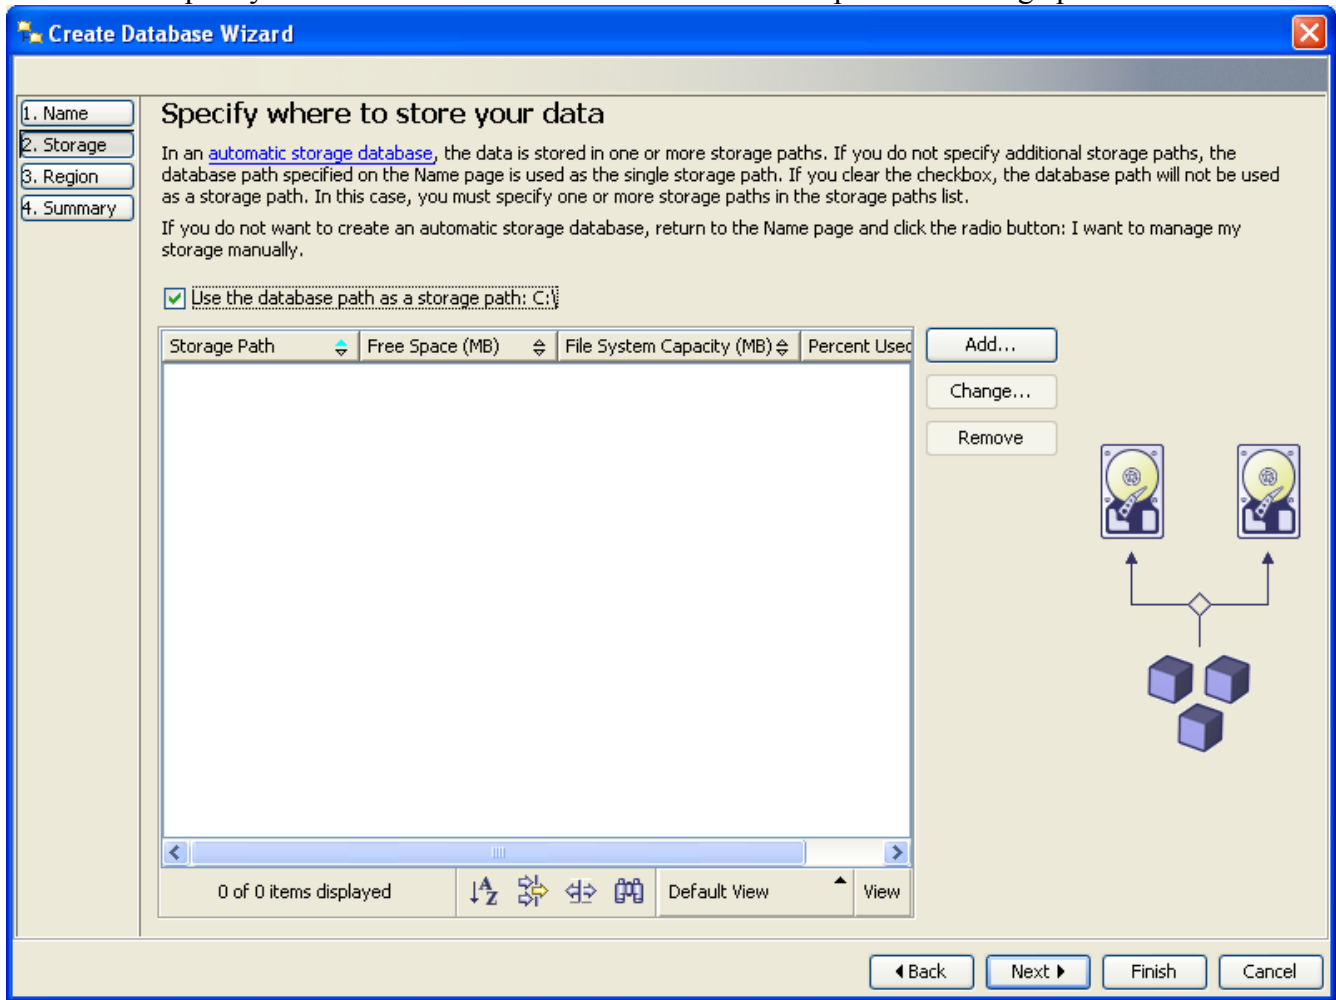 Create Database Wizard
1. Name
2. Storage
3. Region
4. Summary
Specify where to store your data
In an automatic storage database, the data is stored in one or more storage paths. If you do not specify additional storage paths, the
database path specified on the Name page is used as the single storage path. If you clear the checkbox, the database path will not be used
as a storage path. In this case, you must specify one or more storage paths in the storage paths list.
If you do not want to create an automatic storage database, return to the Name page and click the radio button: I want to manage my
storage manually.
Use the database path as a storage path: C:\
Storage Path Free Space (MB) File System Capacity (MB) Percent Used
Add...
Change...
Remove
0 of 0 items displayed Default View View
Back Next Finish Cancel